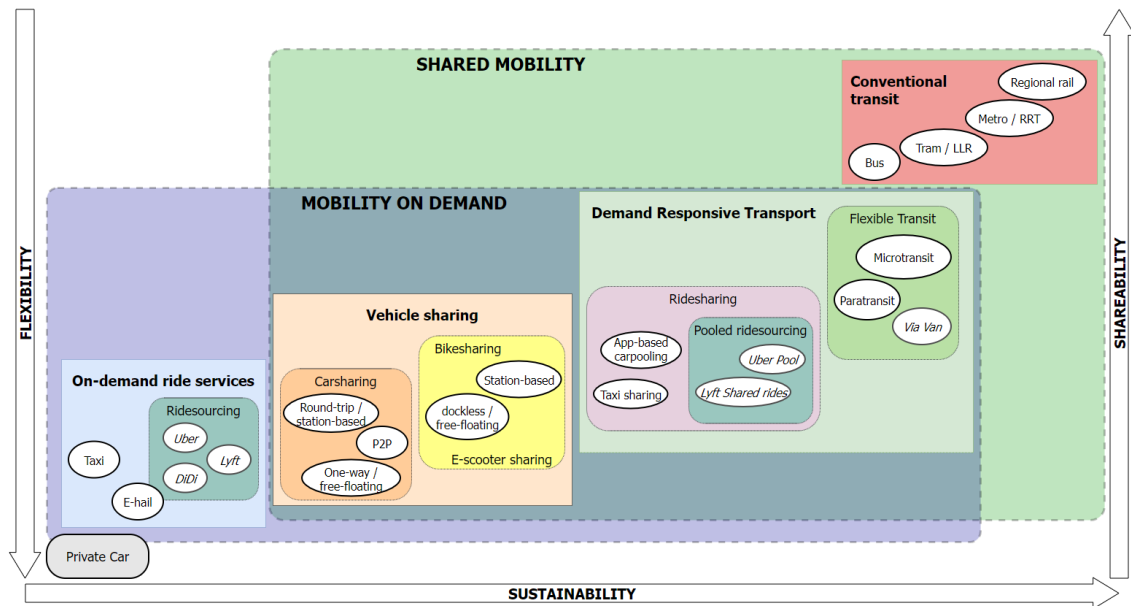 SHARED MOBILITY
Conventional
transit
Regional rail
Metro / RRT
Tram / LLR
Bus
MOBILITY ON DEMAND
Demand Responsive Transport
Flexible Transit
Microtransit
Paratransit
Via Van
Ridesharing
App-based
carpooling
Taxi sharing
Pooled ridesourcing
Uber Pool
Lyft Shared rides
Vehicle sharing
Bikesharing
Station-based
dockless /
free-floating
E-scooter sharing
Carsharing
Round-trip /
station-based
P2P
One-way /
free-floating
On-demand ride services
Ridesourcing
Uber
Lyft
DiDi
Taxi
E-hail
Private Car
FLEXIBILITY
SHAREABILITY
SUSTAINABILITY